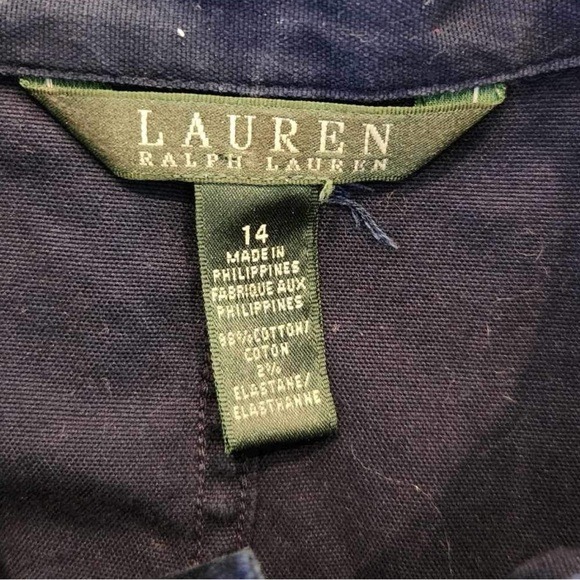 LAUREN
RALPH LAUREN
14
MADE IN
PHILIPPINES
FABRIQUE AUX
PHILIPPINES
98% COTTON/
COTON
2%
ELASTANE/
ELASTHANNE